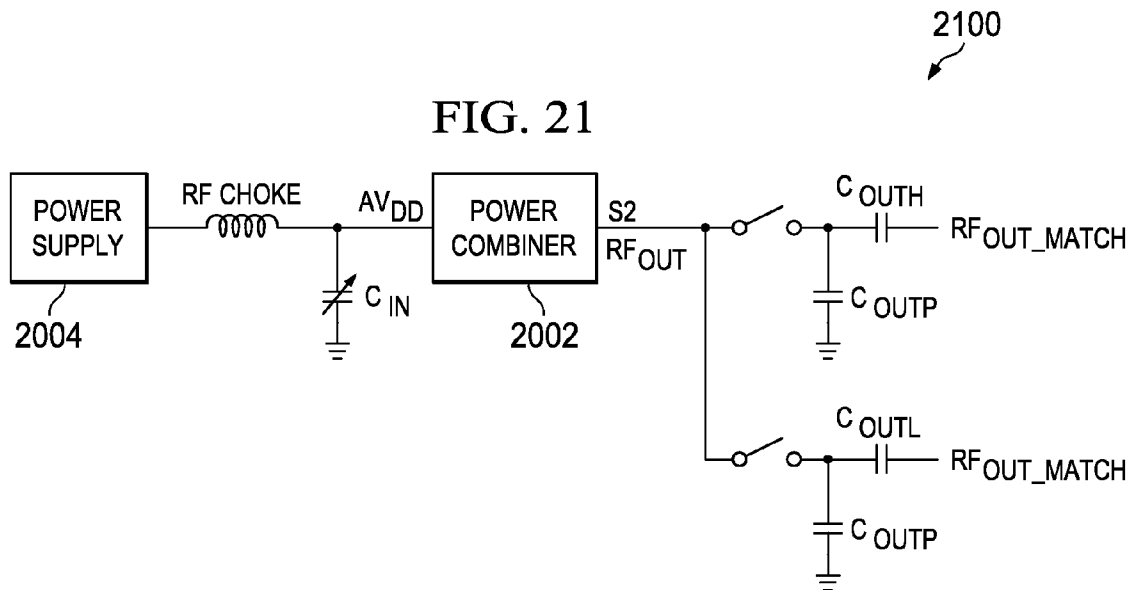 2100
FIG. 21
POWER SUPPLY
2004
RF CHOKE
AVDD
CIN
POWER COMBINER
2002
S2
RFOUT
COUTH
RFOUT_MATCH
COUTP
COUTL
RFOUT_MATCH
COUTP